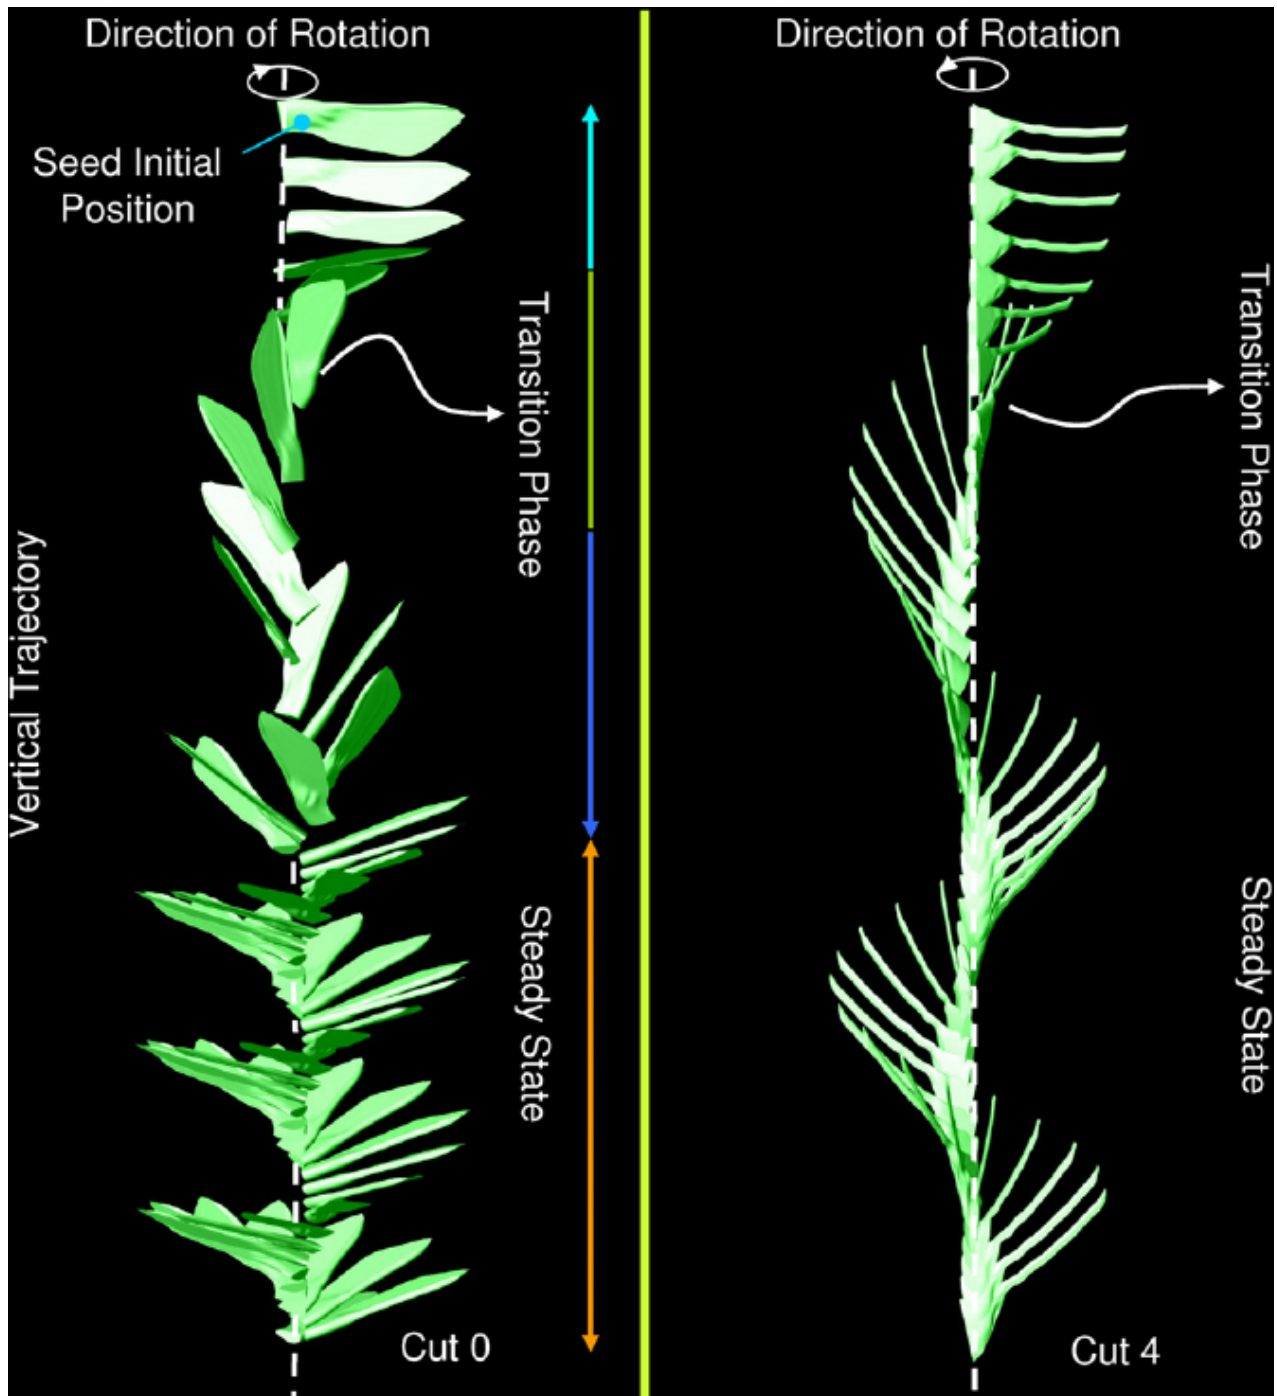 Direction of Rotation
Seed Initial
Position
Transition Phase
Vertical Trajectory
Steady State
Cut 0
Direction of Rotation
Transition Phase
Steady State
Cut 4